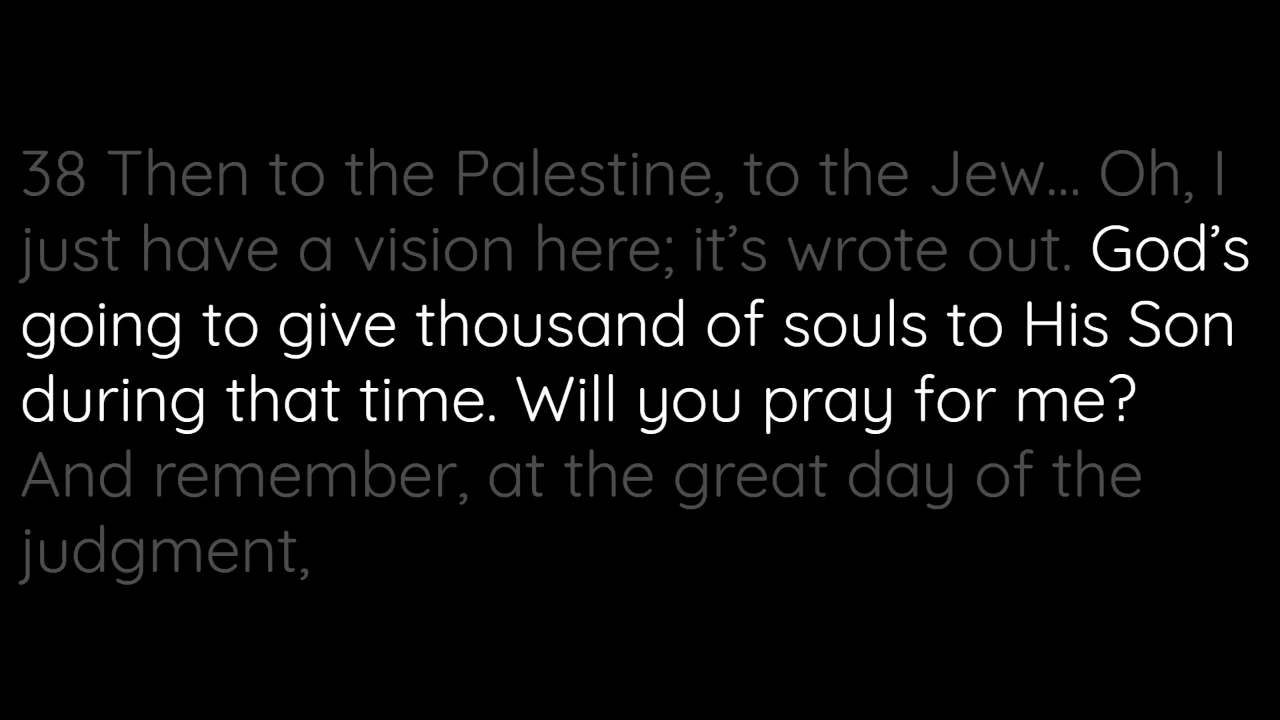 38 Then to the Palestine, to the Jew... Oh, I
just have a vision here; it’s wrote out. God’s
going to give thousand of souls to His Son
during that time. Will you pray for me?
And remember, at the great day of the
judgment,